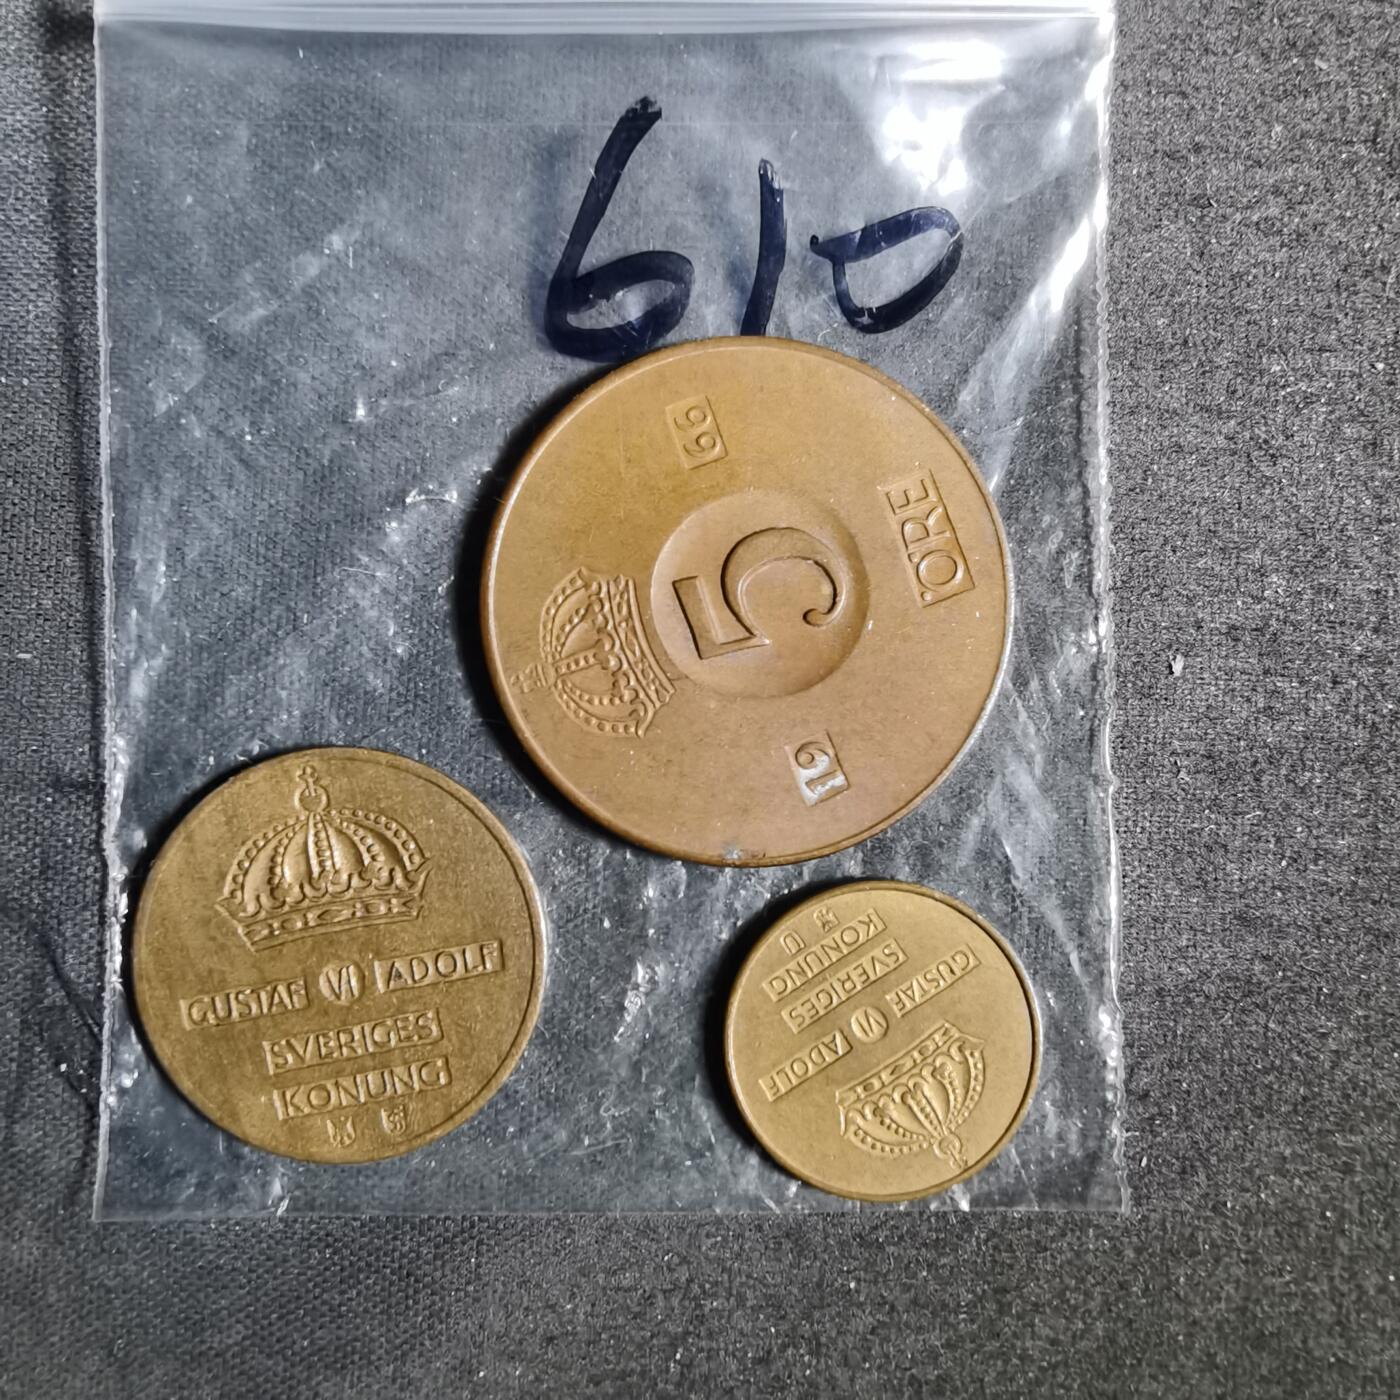 610
19 66
5
ÖRE
GUSTAF VI ADOLF
SVERIGES
KONUNG
GUSTAF VI ADOLF
SVERIGES
KONUNG
U